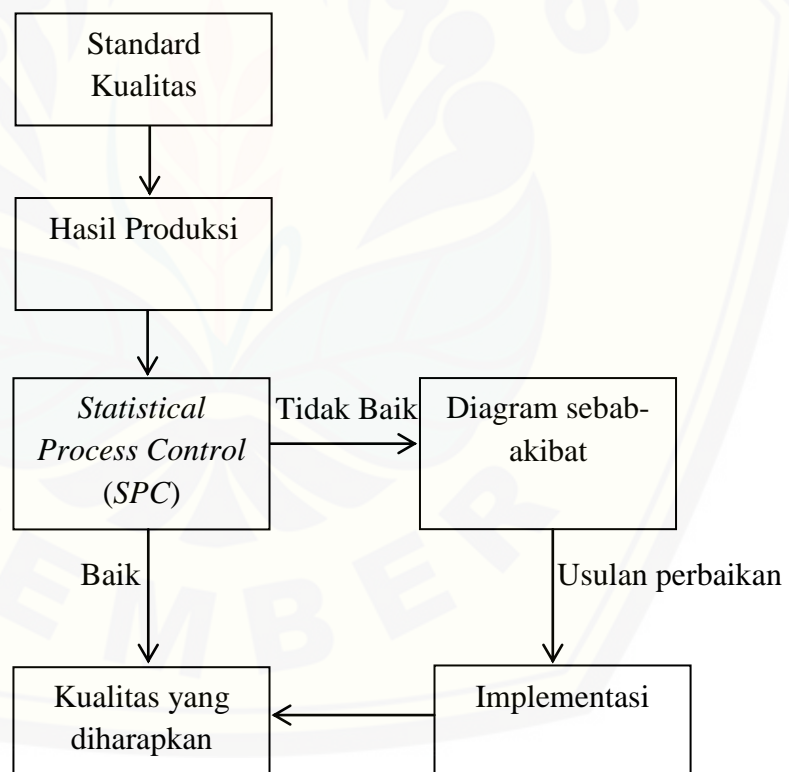 Standard
Kualitas
Hasil Produksi
Statistical
Process Control
(SPC)
Tidak Baik
Diagram sebab-
akibat
Baik
Usulan perbaikan
Kualitas yang
diharapkan
Implementasi
EMBER
S